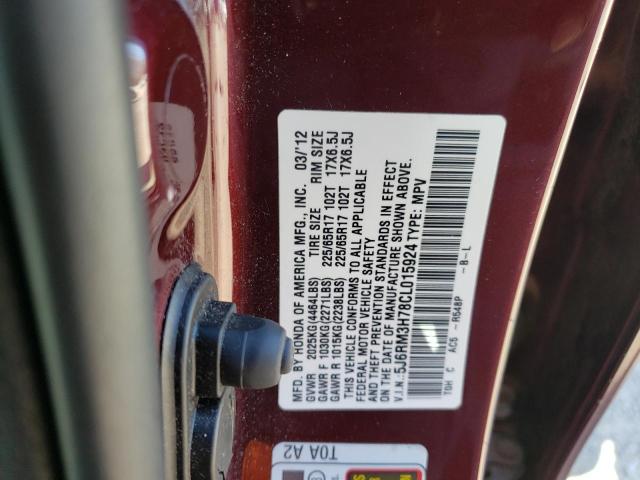 MFD. BY HONDA OF AMERICA MFG., INC. 03/'12
GVWR 2025KG(4464LBS) TIRE SIZE RIM SIZE
GAWR F 1030KG(2271LBS) 225/65R17 102T 17X6.5J
GAWR R 1015KG(2238LBS) 225/65R17 102T 17X6.5J
THIS VEHICLE CONFORMS TO ALL APPLICABLE
FEDERAL MOTOR VEHICLE SAFETY
AND THEFT PREVENTION STANDARDS IN EFFECT
ON THE DATE OF MANUFACTURE SHOWN ABOVE.
V.I.N.: 5J6RM3H78CL015924 TYPE: MPV
TOH C AC5 -R548P -B-L
T0A A2